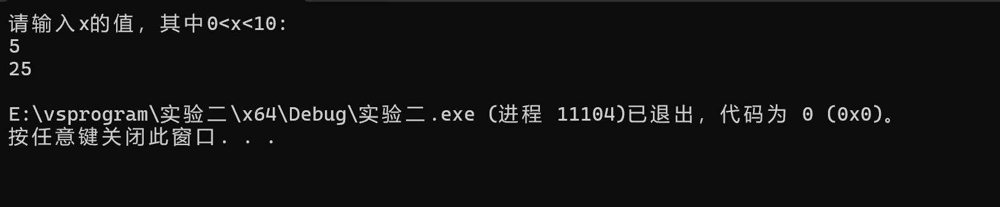 请输入x的值，其中0<x<10:
5
25
E:\vsprogram\实验二\x64\Debug\实验二.exe (进程 11104)已退出，代码为 0 (0x0)。
按任意键关闭此窗口. . .